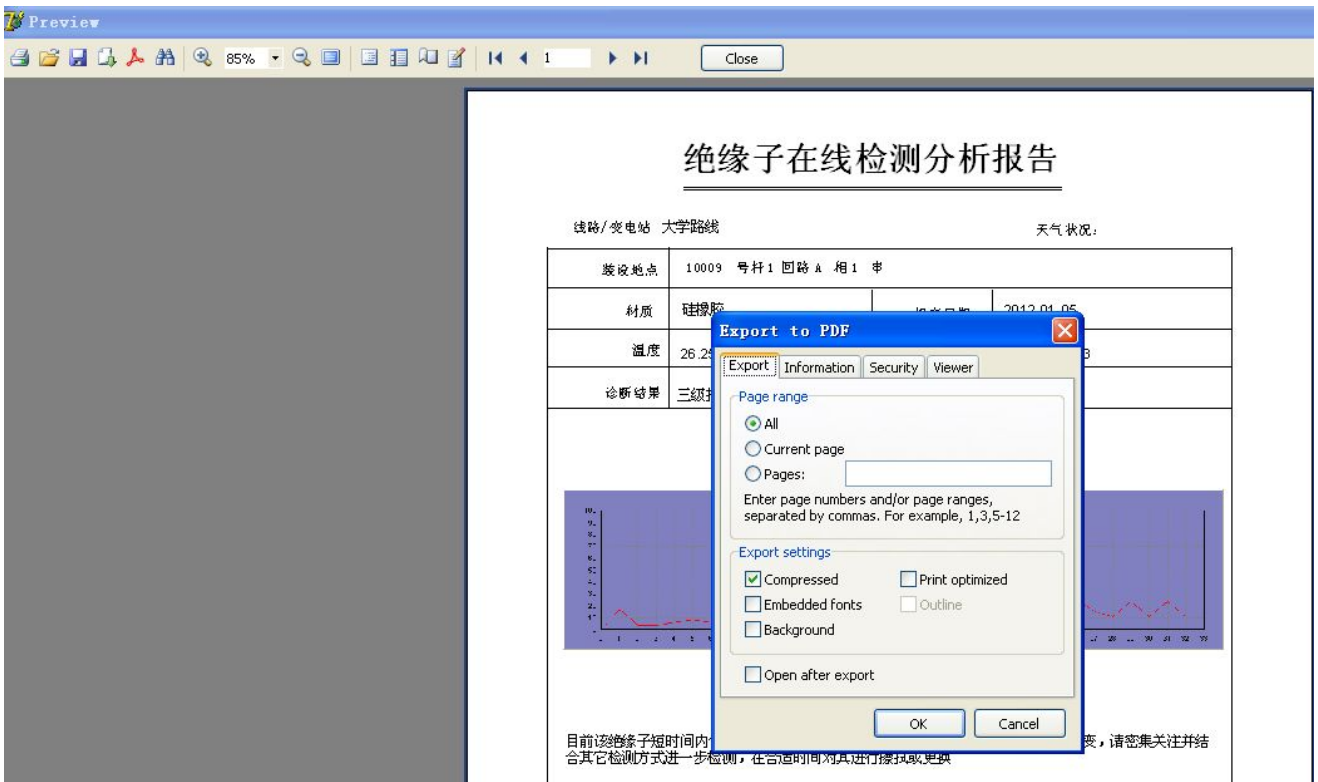 Preview
85%
1
Close
绝缘子在线检测分析报告
线路/变电站 大学路线
天气状况:
装设地点 10009 号杆1 回路 A 相1 串
材质 硅橡胶
2012-01-05
温度 26.25
诊断结果 三级
Export to PDF
Export Information Security Viewer
Page range
All
Current page
Pages:
Enter page numbers and/or page ranges,
separated by commas. For example, 1,3,5-12
Export settings
Compressed Print optimized
Embedded fonts Outline
Background
Open after export
OK Cancel
目前该绝缘子短时间内 变,请密集关注并结
合其它检测方式进一步检测,在合适的时间对其进行擦拭或更换